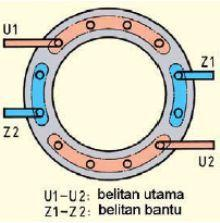 U1
Z1
Z2
U2
U1-U2: belitan utama
Z1-Z2: belitan bantu